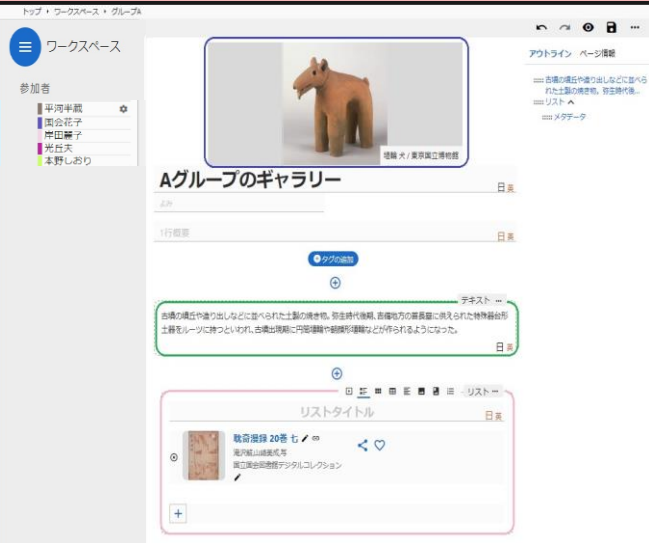 トップ ・ ワークスペース ・ グループA
ワークスペース
参加者
平河半蔵
国会花子
岸田麗子
光丘夫
本野しおり
埴輪 犬 / 東京国立博物館
Aグループのギャラリー
日 英
よみ
1行概要
日 英
タグの追加
テキスト
古墳の墳丘や造り出しなどに並べられた土製の焼き物。弥生時代後期、吉備地方の首長墓に供えられた特殊器台形
土器をルーツに持つといわれ、古墳出現期に円筒埴輪や朝顔形埴輪などが作られるようになった。
日 英
リスト
リストタイトル
日 英
耽奇漫録 20巻 七
国立国会図書館デジタルコレクション
アウトライン ページ情報
古墳の墳丘や造り出しなどに並べら
れた土製の焼き物。弥生時代後...
リスト
メタデータ